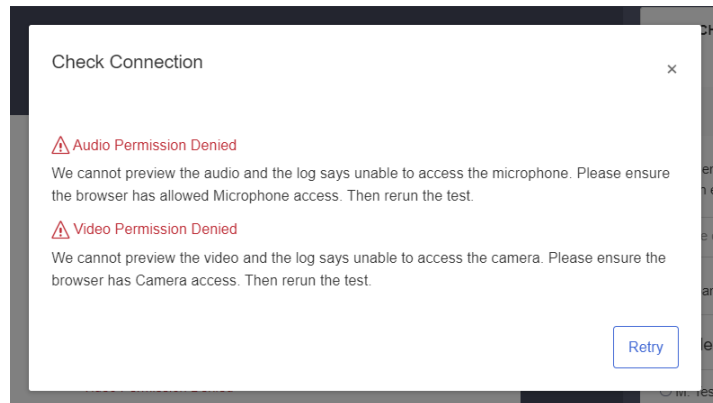 Check Connection
×
Audio Permission Denied
We cannot preview the audio and the log says unable to access the microphone. Please ensure
the browser has allowed Microphone access. Then rerun the test.
Video Permission Denied
We cannot preview the video and the log says unable to access the camera. Please ensure the
browser has Camera access. Then rerun the test.
Retry